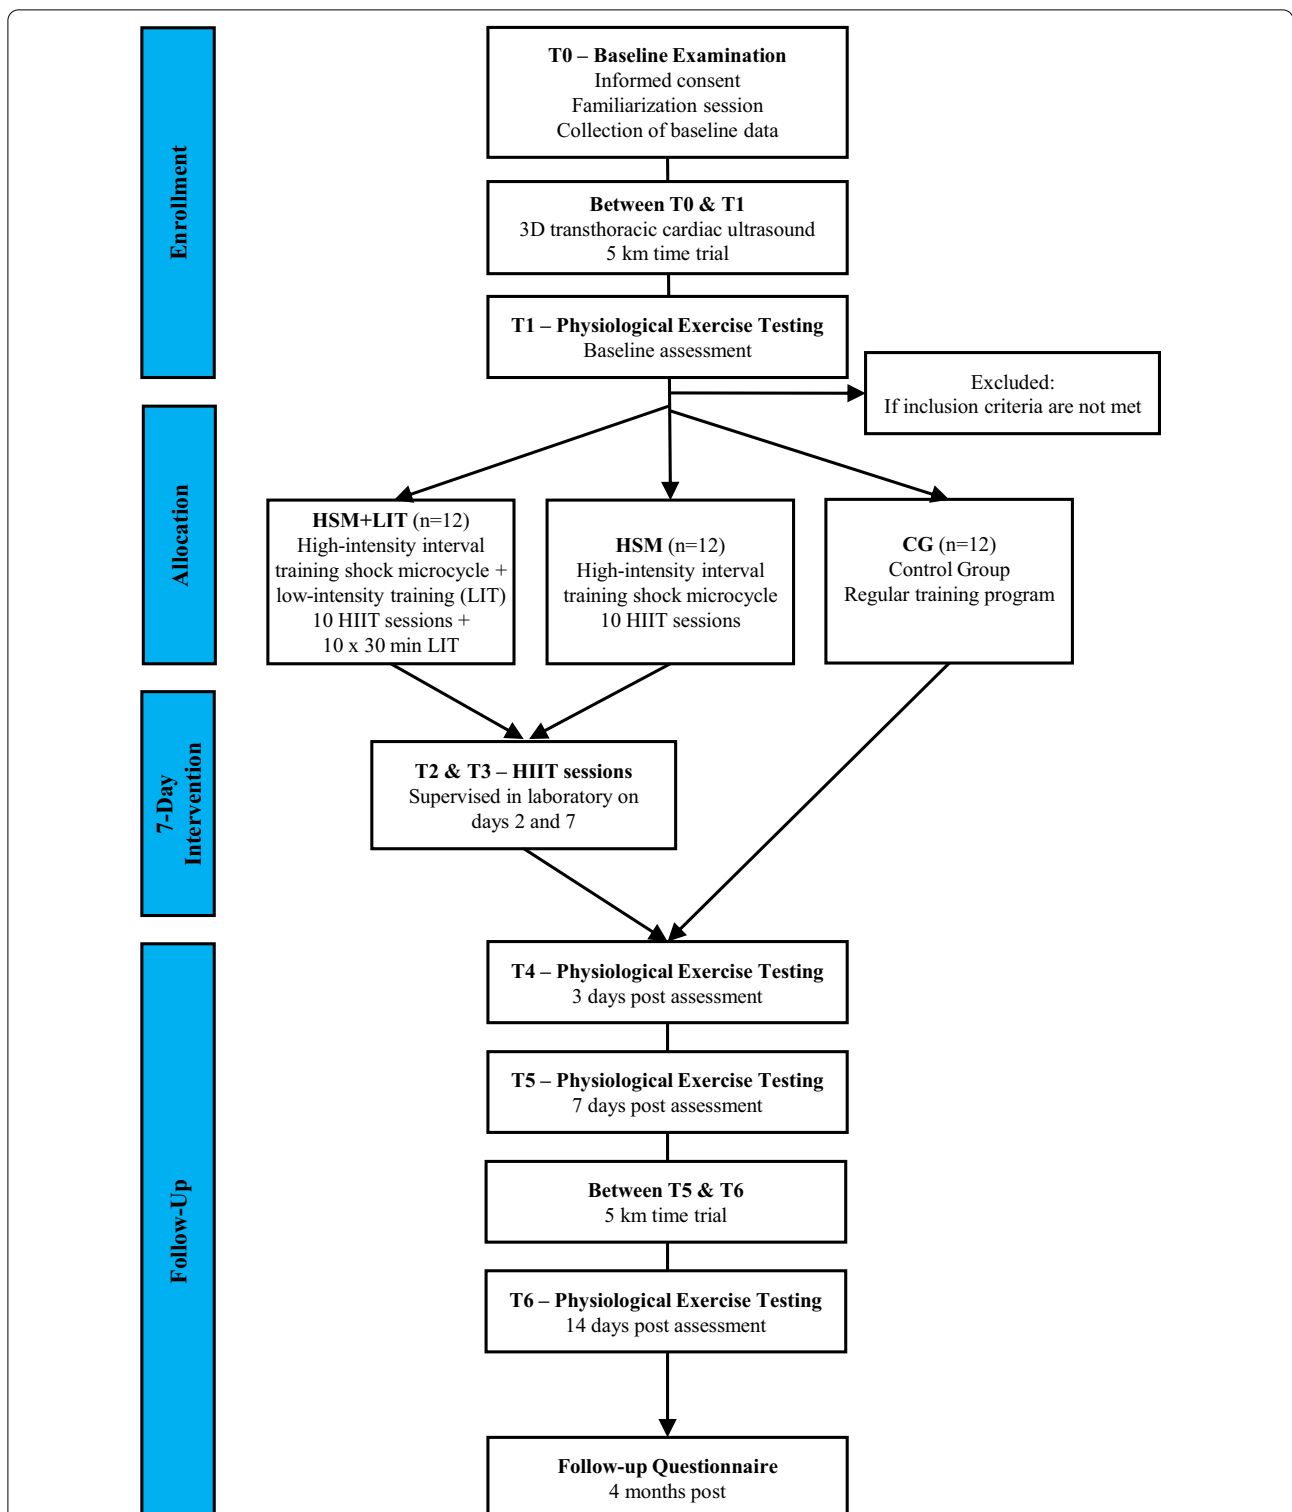 Enrollment
T0 – Baseline Examination
Informed consent
Familiarization session
Collection of baseline data
Between T0 & T1
3D transthoracic cardiac ultrasound
5 km time trial
T1 – Physiological Exercise Testing
Baseline assessment
Excluded:
If inclusion criteria are not met
Allocation
HSM+LIT (n=12)
High-intensity interval
training shock microcycle +
low-intensity training (LIT)
10 HIIT sessions +
10 x 30 min LIT
HSM (n=12)
High-intensity interval
training shock microcycle
10 HIIT sessions
CG (n=12)
Control Group
Regular training program
7-Day
Intervention
T2 & T3 – HIIT sessions
Supervised in laboratory on
days 2 and 7
Follow-Up
T4 – Physiological Exercise Testing
3 days post assessment
T5 – Physiological Exercise Testing
7 days post assessment
Between T5 & T6
5 km time trial
T6 – Physiological Exercise Testing
14 days post assessment
Follow-up Questionnaire
4 months post